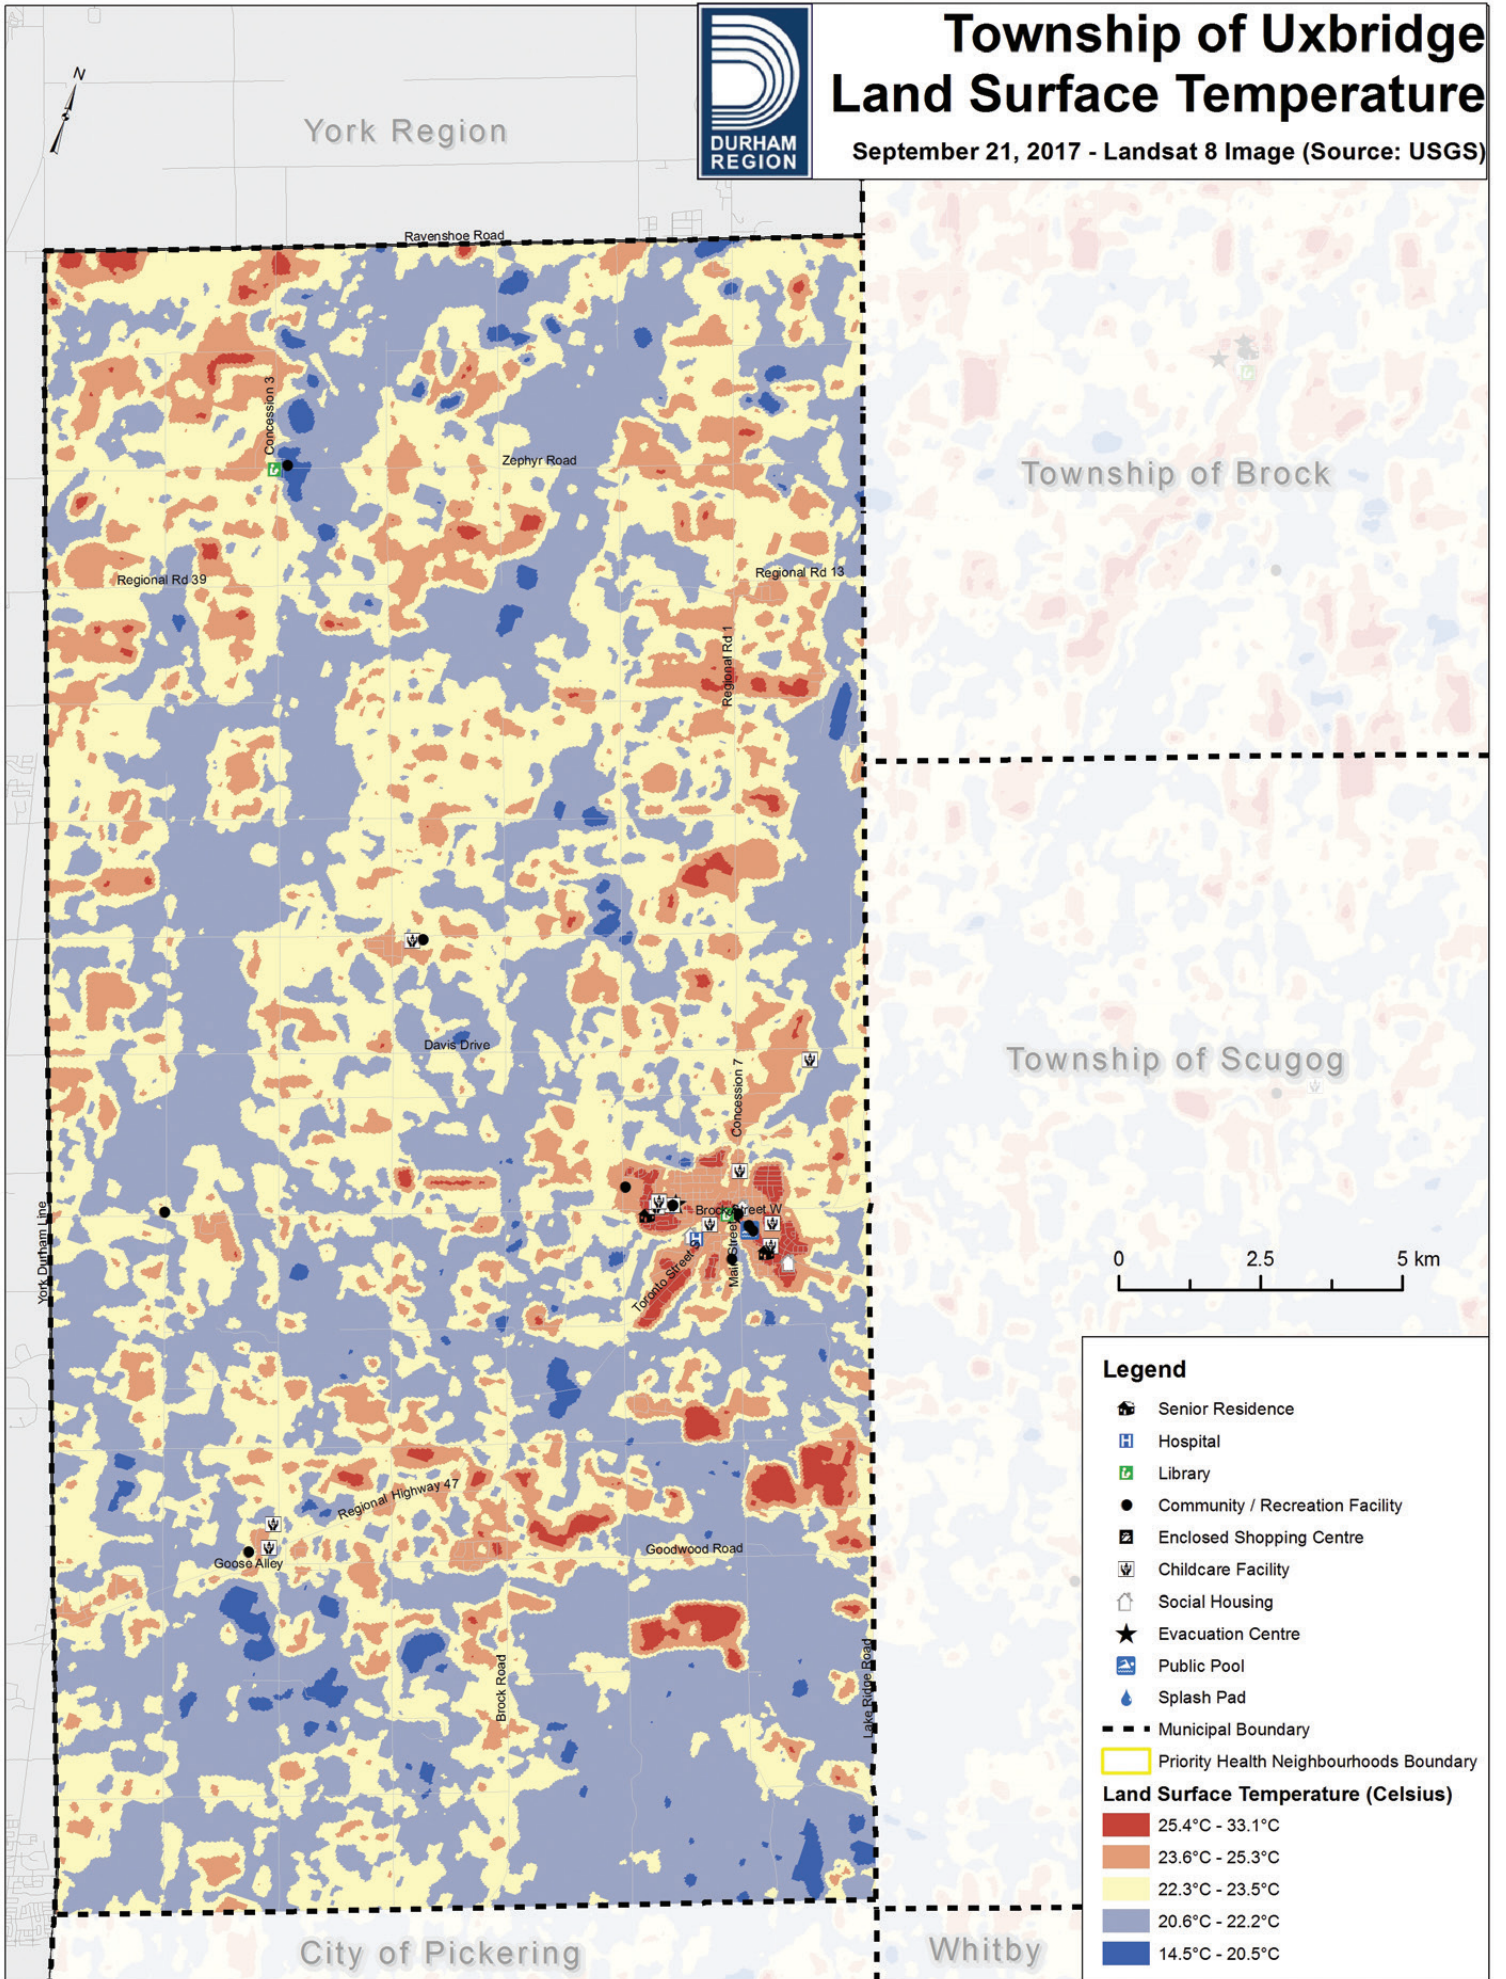 Township of Uxbridge
Land Surface Temperature
September 21, 2017 - Landsat 8 Image (Source: USGS)
DURHAM
REGION
N
York Region
Ravenshoe Road
Concession 3
Zephyr Road
Township of Brock
Regional Rd 39
Regional Rd 13
Regional Rd 1
Davis Drive
Township of Scugog
Concession 7
York Durham Line
Brock Street W
Toronto Street S
Main Street
0 2.5 5 km
Regional Highway 47
Goose Alley
Goodwood Road
Brock Road
Lake Ridge Road
City of Pickering
Whitby
Legend
Senior Residence
H Hospital
Library
Community / Recreation Facility
Enclosed Shopping Centre
Childcare Facility
Social Housing
Evacuation Centre
Public Pool
Splash Pad
Municipal Boundary
Priority Health Neighbourhoods Boundary
Land Surface Temperature (Celsius)
25.4°C - 33.1°C
23.6°C - 25.3°C
22.3°C - 23.5°C
20.6°C - 22.2°C
14.5°C - 20.5°C